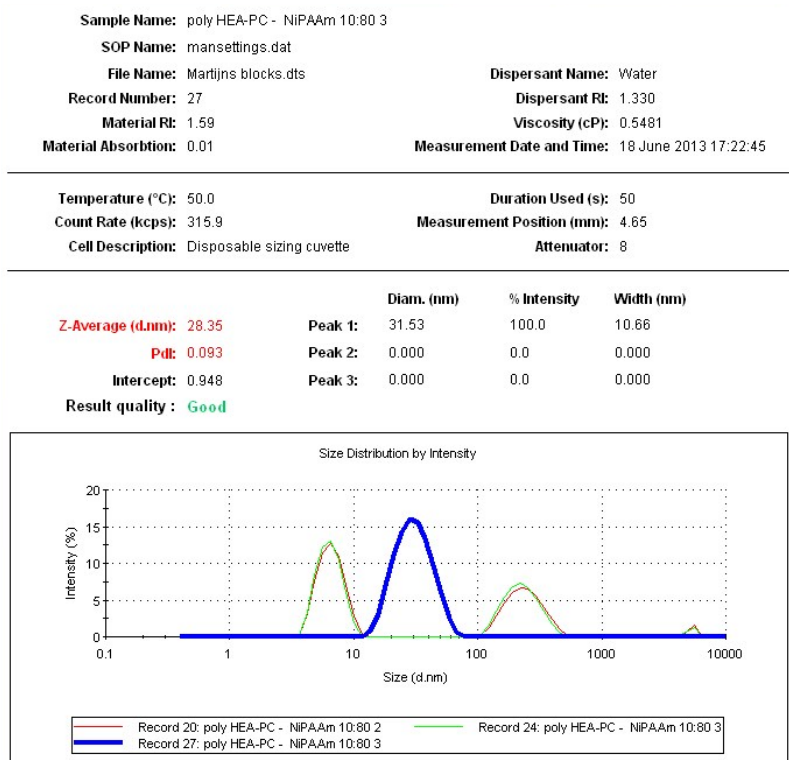 Sample Name: poly HEA-PC - NiPAAm 10:80 3
SOP Name: mansettings.dat
File Name: Martijns blocks.dts Dispersant Name: Water
Record Number: 27 Dispersant RI: 1.330
Material RI: 1.59 Viscosity (cP): 0.5481
Material Absorbtion: 0.01 Measurement Date and Time: 18 June 2013 17:22:45
Temperature (°C): 50.0 Duration Used (s): 50
Count Rate (kcps): 315.9 Measurement Position (mm): 4.65
Cell Description: Disposable sizing cuvette Attenuator: 8
Diam. (nm) % Intensity Width (nm)
Z-Average (d.nm): 28.35 Peak 1: 31.53 100.0 10.66
PdI: 0.093 Peak 2: 0.000 0.0 0.000
Intercept: 0.948 Peak 3: 0.000 0.0 0.000
Result quality : Good
Size Distribution by Intensity
Intensity (%)
20
15
10
5
0
0.1 1 10 100 1000 10000
Size (d.nm)
Record 20: poly HEA-PC - NiPAAm 10:80 2 Record 24: poly HEA-PC - NiPAAm 10:80 3
Record 27: poly HEA-PC - NiPAAm 10:80 3